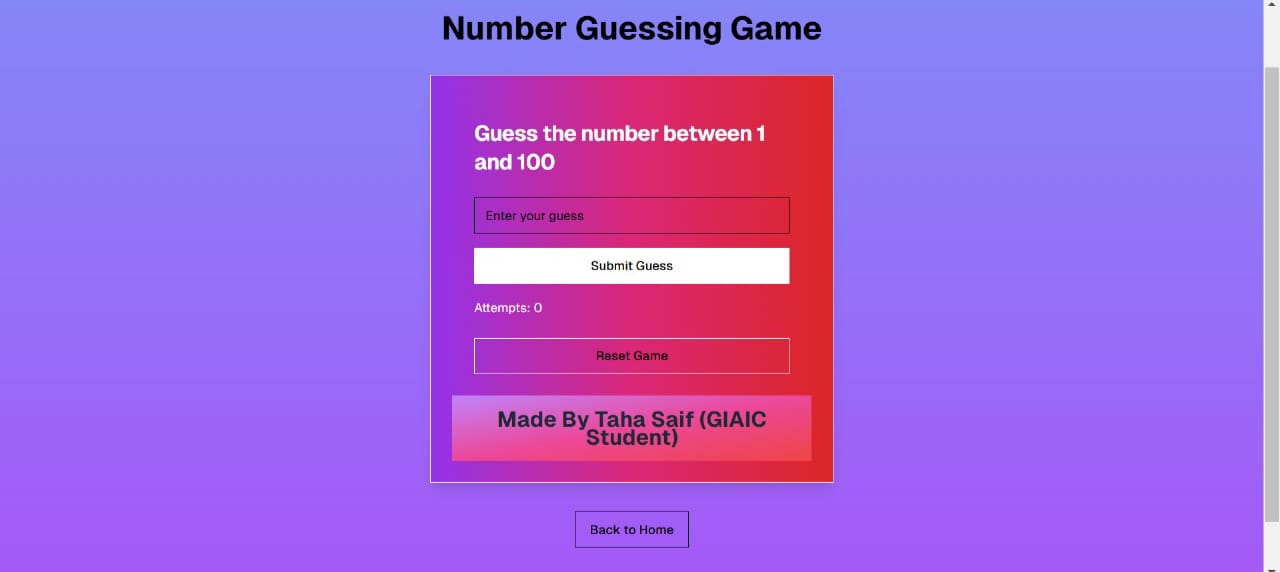 Number Guessing Game
Guess the number between 1
and 100
Enter your guess
Submit Guess
Attempts: 0
Reset Game
Made By Taha Saif (GIAIC
Student)
Back to Home